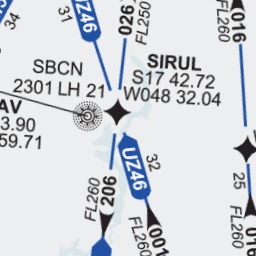 34
31
UZ46
026
FL250
016
FL260
SBCN
2301 LH 21
SIRUL
S17 42.72
W048 32.04
AV
3.90
59.71
UZ46
32
FL260
206
001
FL260
25
FL260
016